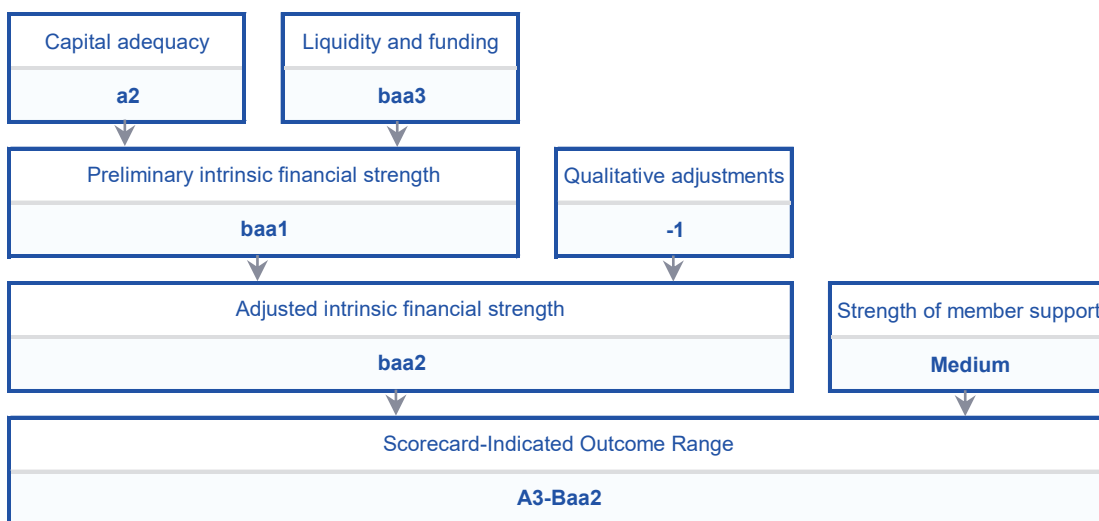 Capital adequacy
Liquidity and funding
a2
baa3
Preliminary intrinsic financial strength
Qualitative adjustments
baa1
-1
Adjusted intrinsic financial strength
Strength of member support
baa2
Medium
Scorecard-Indicated Outcome Range
A3-Baa2